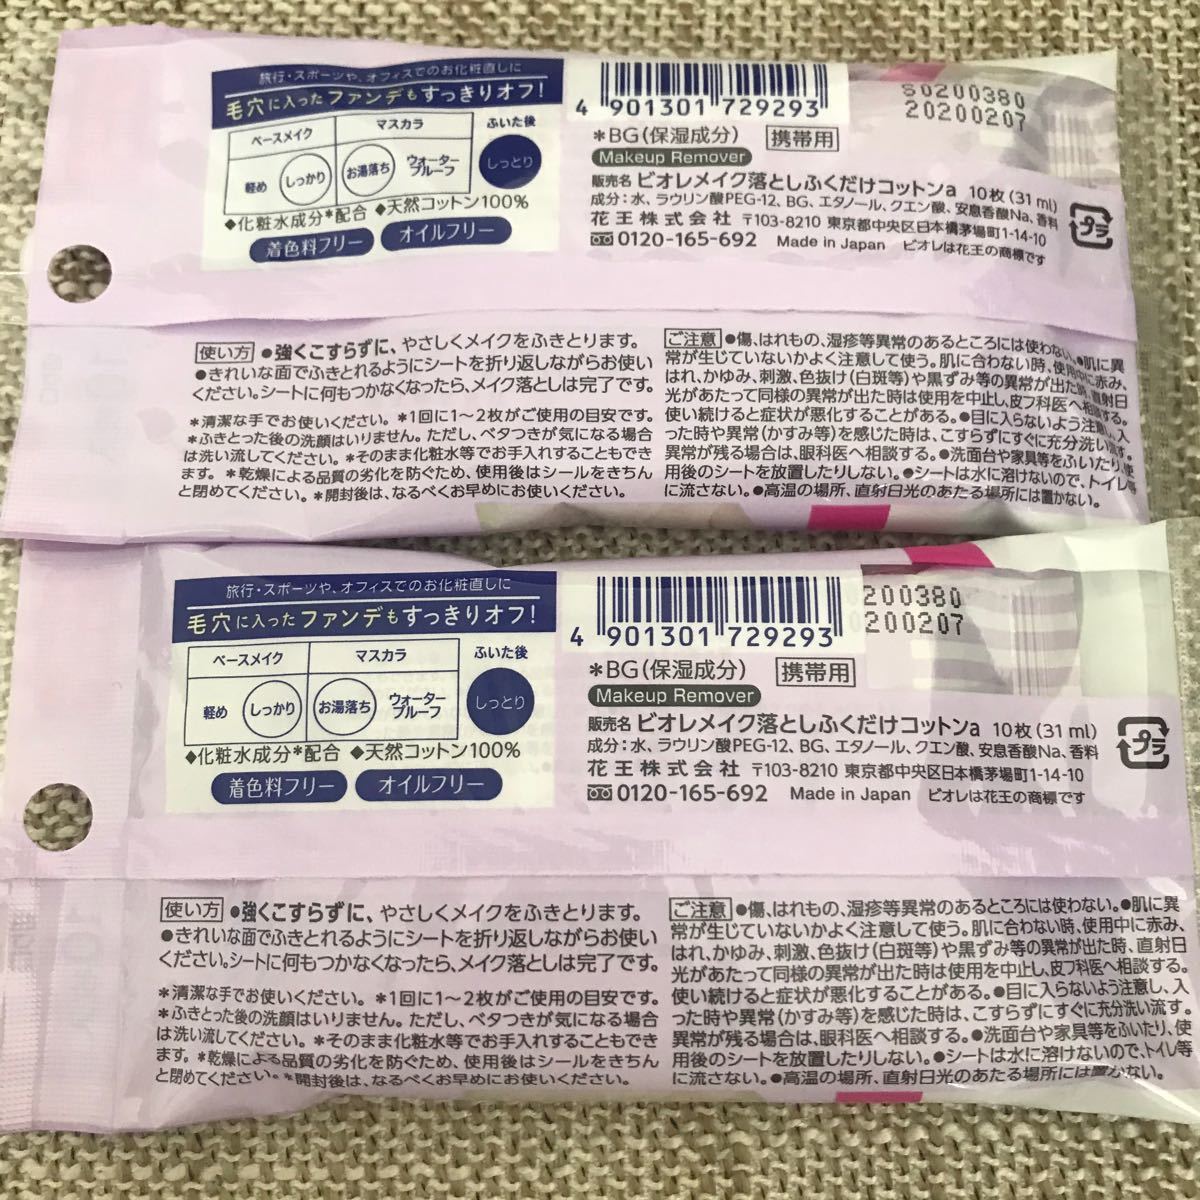 旅行・スポーツや、オフィスでのお化粧直しに
毛穴に入ったファンデもすっきりオフ!
ベースメイク マスカラ ふいた後
軽め しっかり お湯落ち ウォータープルーフ しっとり
◆化粧水成分*配合 ◆天然コットン100%
着色料フリー オイルフリー
4 901301 729293
*BG(保湿成分) 携帯用
Makeup Remover
販売名 ビオレメイク落としふくだけコットンa 10枚(31ml)
成分:水、ラウリン酸PEG-12、BG、エタノール、クエン酸、安息香酸Na、香料
花王株式会社 〒103-8210 東京都中央区日本橋茅場町1-14-10
0120-165-692 Made in Japan ビオレは花王の商標です
プラ
S0200380
20200207
使い方 ●強くこすらずに、やさしくメイクをふきとります。
●きれいな面でふきとれるようにシートを折り返しながらお使い
ください。シートに何もつかなくなったら、メイク落としは完了です。
*清潔な手でお使いください。 *1回に1〜2枚がご使用の目安です。
*ふきとった後の洗顔はいりません。ただし、ベタつきが気になる場合
は洗い流してください。*そのまま化粧水等でお手入れすることもでき
ます。 *乾燥による品質の劣化を防ぐため、使用後はシールをきちん
と閉めてください。*開封後は、なるべくお早めにお使いください。
ご注意 ●傷、はれもの、湿疹等異常のあるところには使わない。●肌に異
常が生じていないかよく注意して使う。肌に合わない時、使用中に赤み、
はれ、かゆみ、刺激、色抜け(白斑等)や黒ずみ等の異常が出た時、直射日
光があたって同様の異常が出た時は使用を中止し、皮フ科医へ相談する。
使い続けると症状が悪化することがある。●目に入らないよう注意し、入
った時や異常(かすみ等)を感じた時は、こすらずにすぐに充分洗い流す。
異常が残る場合は、眼科医へ相談する。●洗面台や家具等をふいたり、使
用後のシートを放置したりしない。●シートは水に溶けないので、トイレ等
に流さない。●高温の場所、直射日光のあたる場所には置かない。
旅行・スポーツや、オフィスでのお化粧直しに
毛穴に入ったファンデもすっきりオフ!
ベースメイク マスカラ ふいた後
軽め しっかり お湯落ち ウォータープルーフ しっとり
◆化粧水成分*配合 ◆天然コットン100%
着色料フリー オイルフリー
4 901301 729293
*BG(保湿成分) 携帯用
Makeup Remover
販売名 ビオレメイク落としふくだけコットンa 10枚(31ml)
成分:水、ラウリン酸PEG-12、BG、エタノール、クエン酸、安息香酸Na、香料
花王株式会社 〒103-8210 東京都中央区日本橋茅場町1-14-10
0120-165-692 Made in Japan ビオレは花王の商標です
プラ
200380
200207
使い方 ●強くこすらずに、やさしくメイクをふきとります。
●きれいな面でふきとれるようにシートを折り返しながらお使い
ください。シートに何もつかなくなったら、メイク落としは完了です。
*清潔な手でお使いください。 *1回に1〜2枚がご使用の目安です。
*ふきとった後の洗顔はいりません。ただし、ベタつきが気になる場合
は洗い流してください。*そのまま化粧水等でお手入れすることもでき
ます。 *乾燥による品質の劣化を防ぐため、使用後はシールをきちん
と閉めてください。*開封後は、なるべくお早めにお使いください。
ご注意 ●傷、はれもの、湿疹等異常のあるところには使わない。●肌に異
常が生じていないかよく注意して使う。肌に合わない時、使用中に赤み、
はれ、かゆみ、刺激、色抜け(白斑等)や黒ずみ等の異常が出た時、直射日
光があたって同様の異常が出た時は使用を中止し、皮フ科医へ相談する。
使い続けると症状が悪化することがある。●目に入らないよう注意し、入
った時や異常(かすみ等)を感じた時は、こすらずにすぐに充分洗い流す。
異常が残る場合は、眼科医へ相談する。●洗面台や家具等をふいたり、使
用後のシートを放置したりしない。●シートは水に溶けないので、トイレ等
に流さない。●高温の場所、直射日光のあたる場所には置かない。